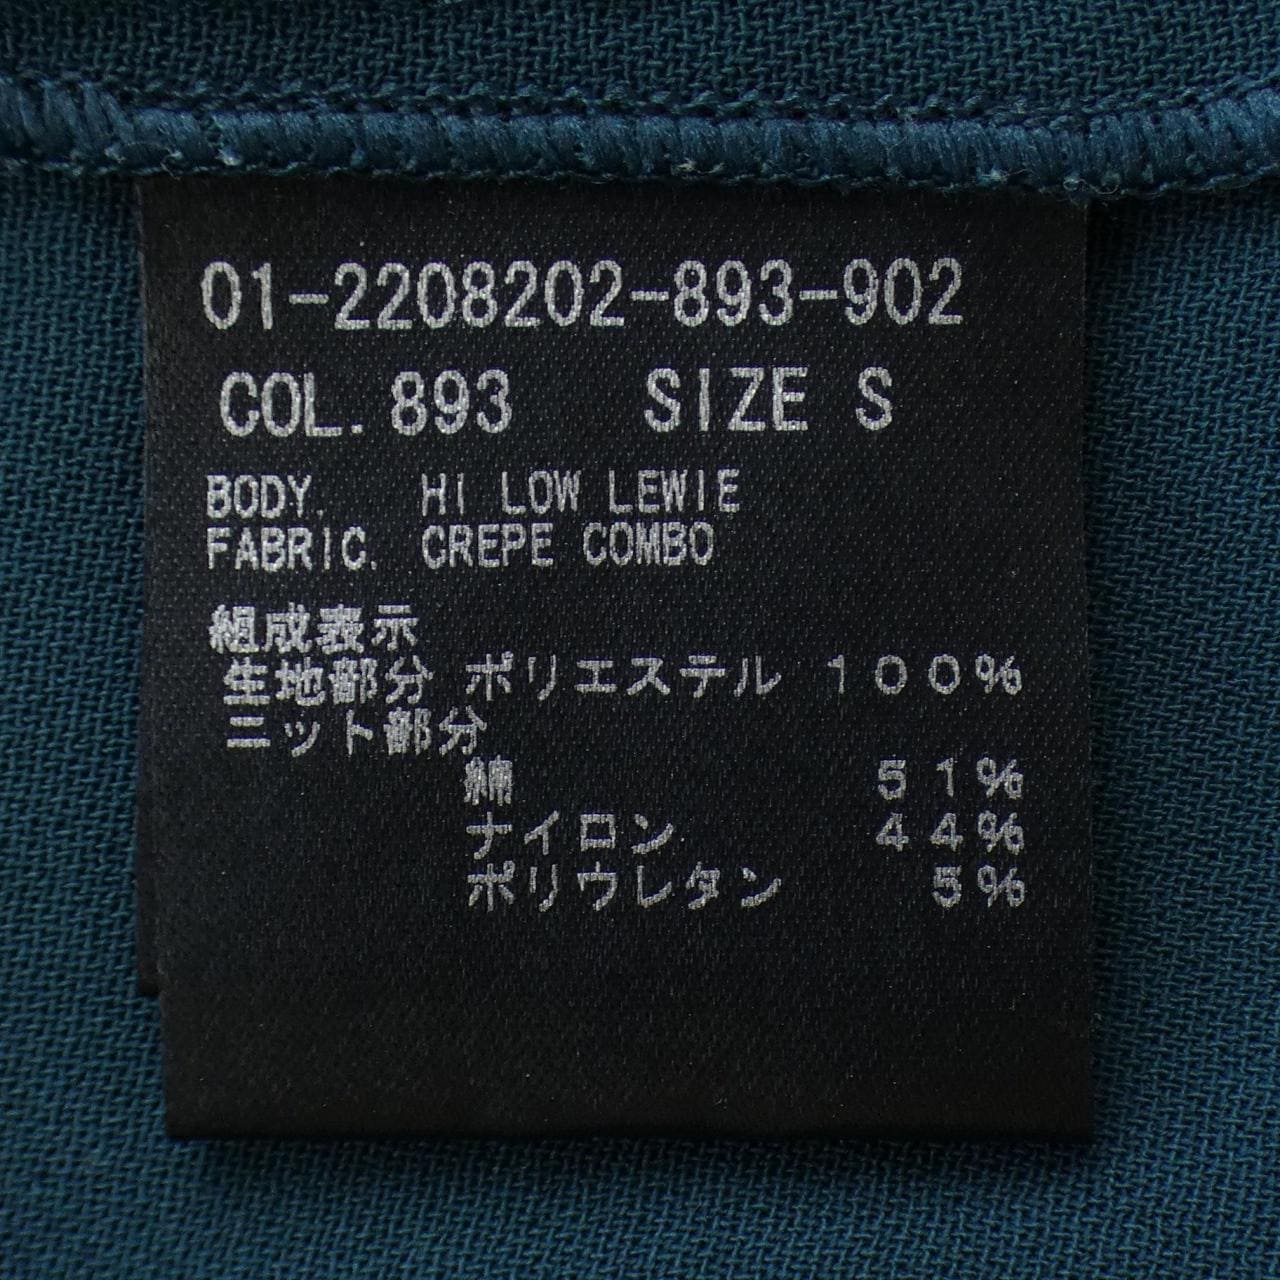 01-2208202-893-902
COL. 893 SIZE S
BODY. HI LOW LEWIE
FABRIC. CREPE COMBO
組成表示
生地部分 ポリエステル 100%
ニット部分
綿 51%
ナイロン 44%
ポリウレタン 5%